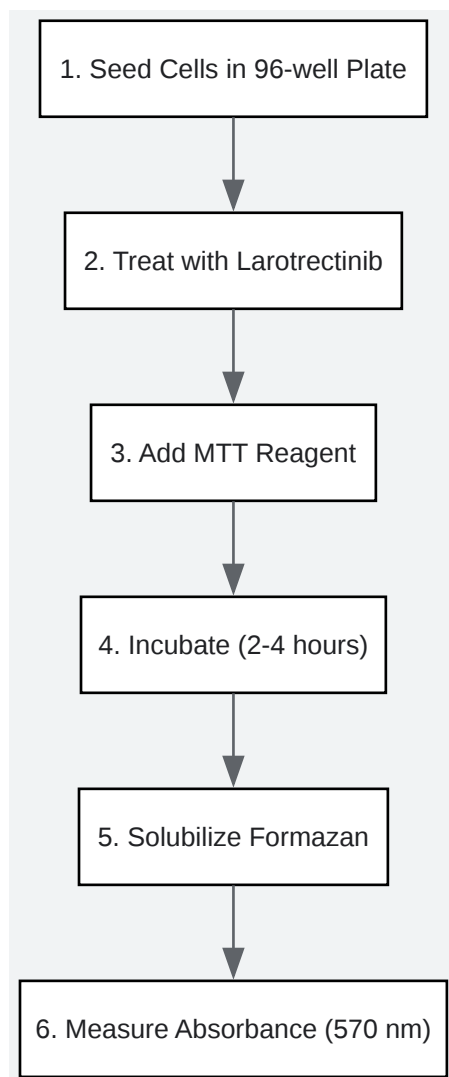 1. Seed Cells in 96-well Plate
2. Treat with Larotrectinib
3. Add MTT Reagent
4. Incubate (2-4 hours)
5. Solubilize Formazan
6. Measure Absorbance (570 nm)